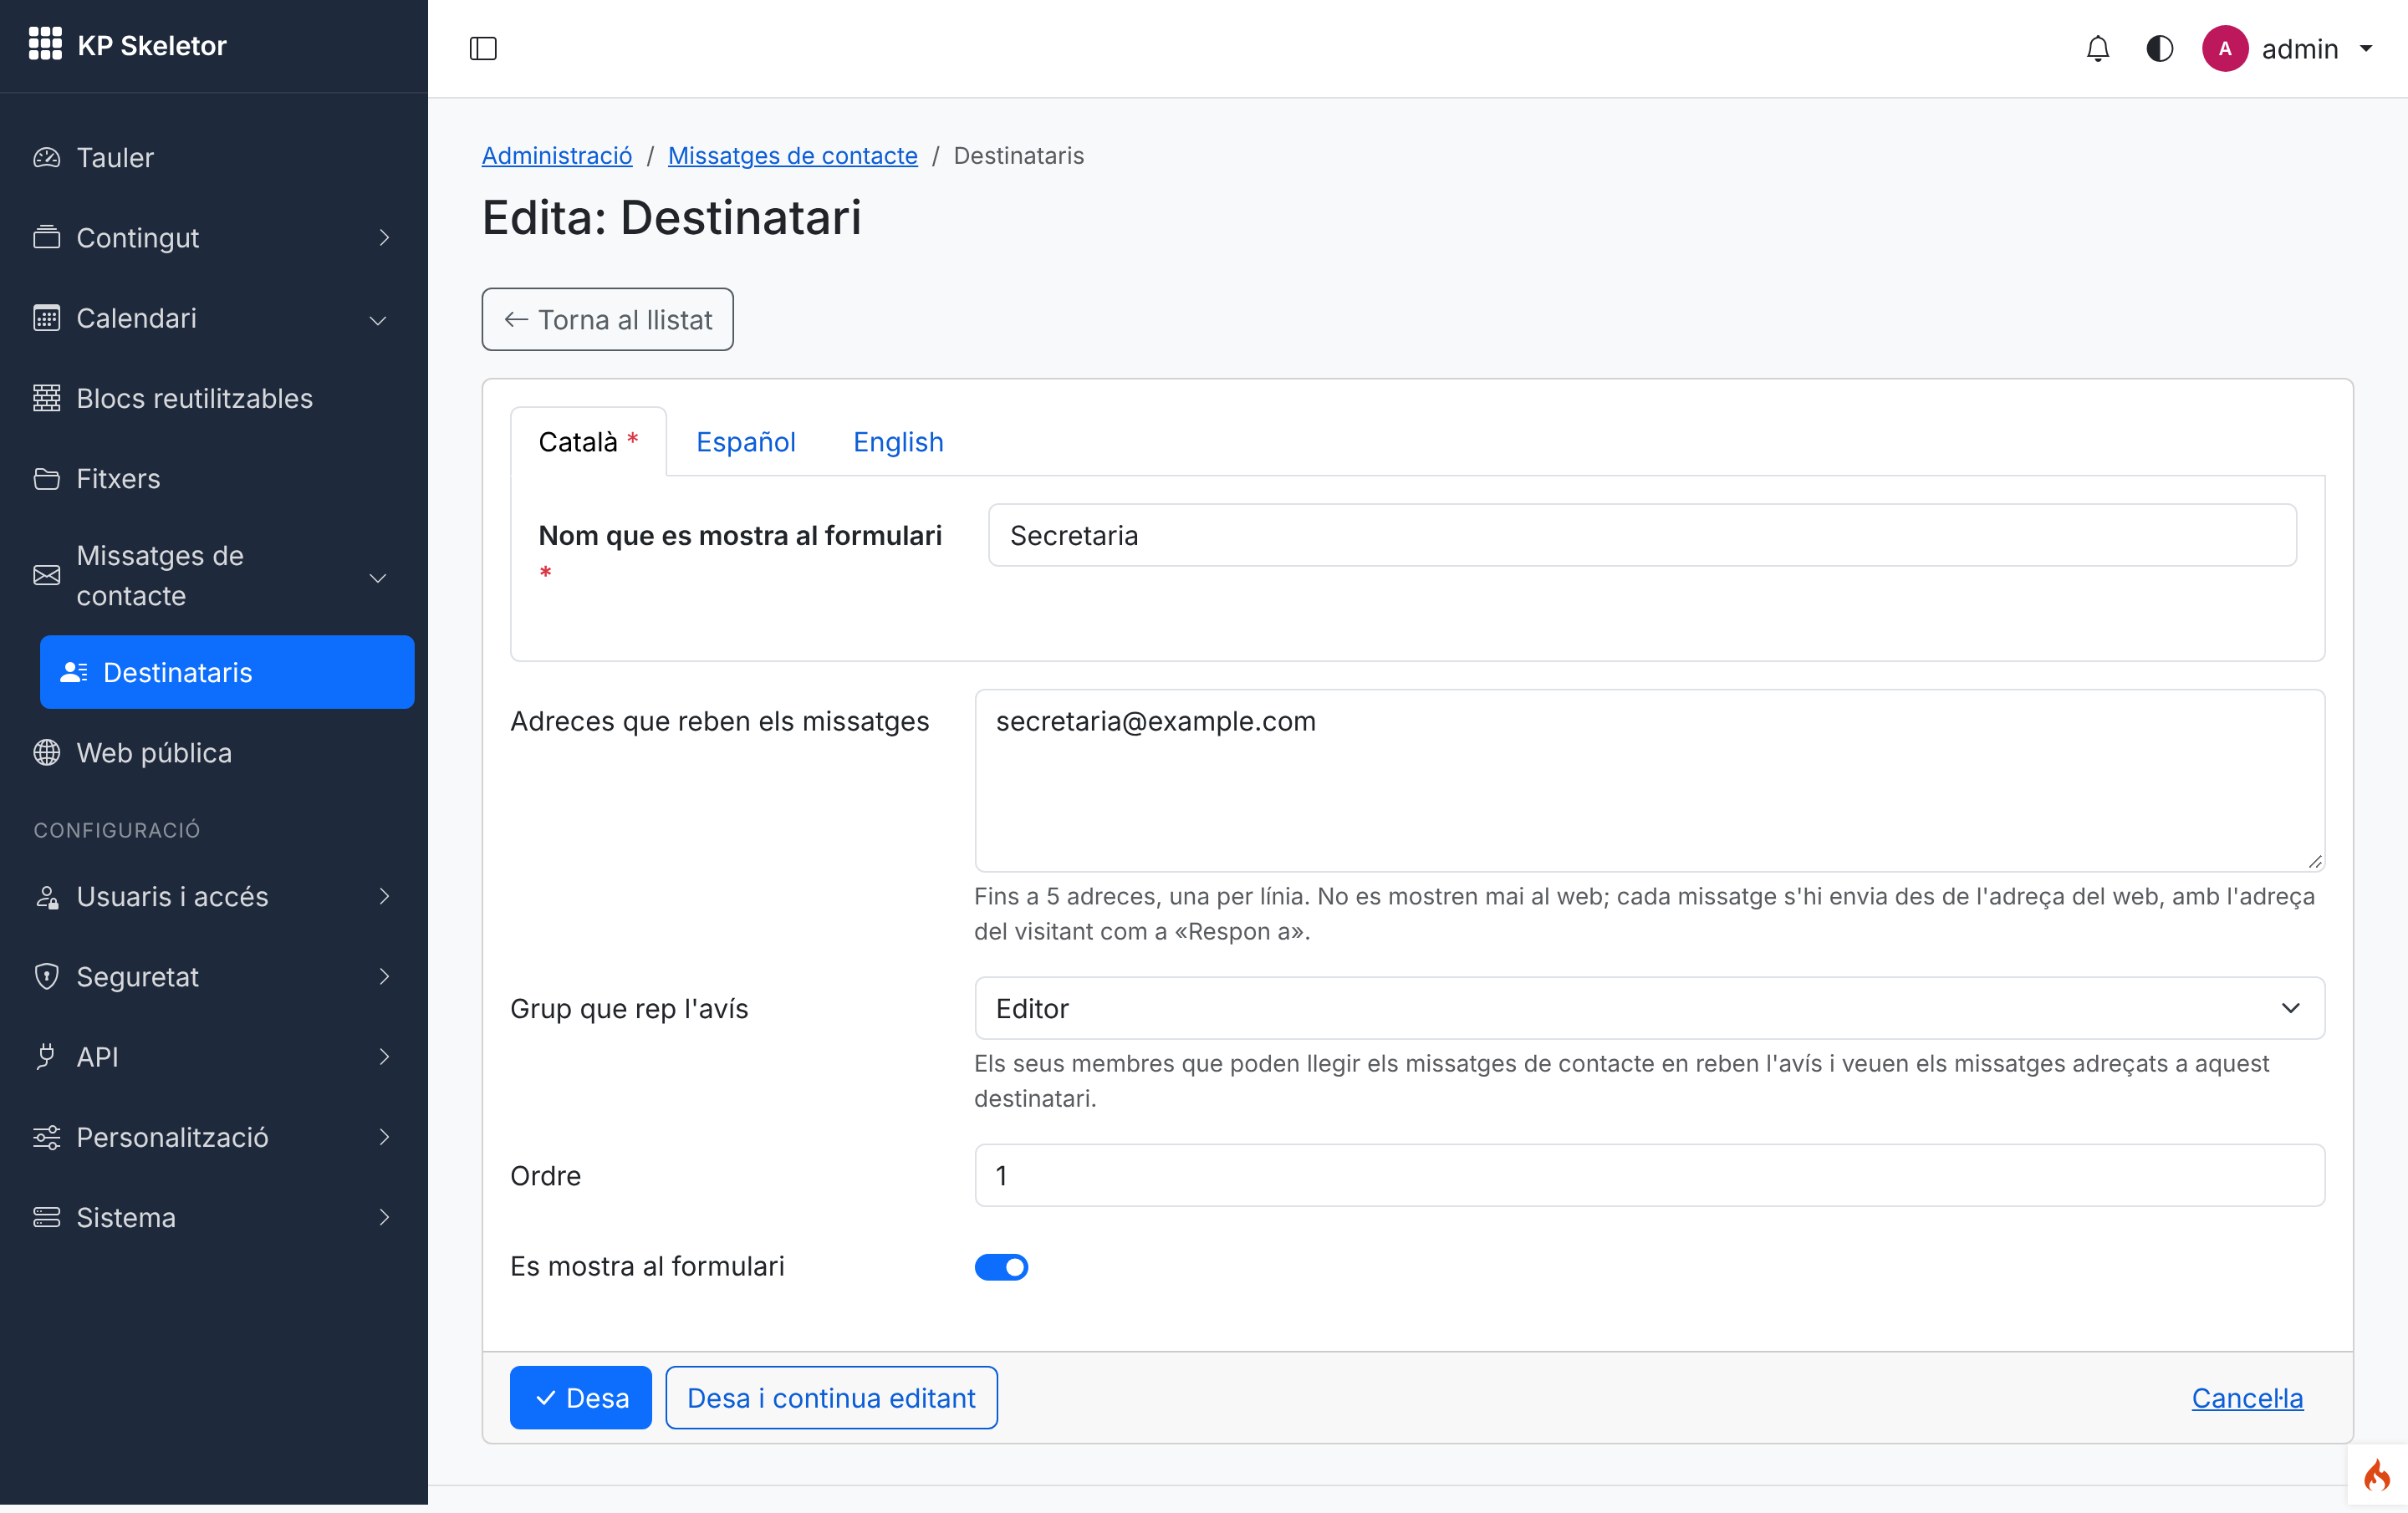 KP Skeletor
A admin
Tauler
Contingut
Calendari
Blocs reutilitzables
Fitxers
Missatges de
contacte
Destinataris
Web pública
CONFIGURACIÓ
Usuaris i accés
Seguretat
API
Personalització
Sistema
Administració / Missatges de contacte / Destinataris
Edita: Destinatari
← Torna al llistat
Català * Español English
Nom que es mostra al formulari
*
Secretaria
Adreces que reben els missatges
secretaria@example.com
Fins a 5 adreces, una per línia. No es mostren mai al web; cada missatge s'hi envia des de l'adreça del web, amb l'adreça
del visitant com a «Respon a».
Grup que rep l'avís
Editor
Els seus membres que poden llegir els missatges de contacte en reben l'avís i veuen els missatges adreçats a aquest
destinatari.
Ordre
1
Es mostra al formulari
Desa
Desa i continua editant
Cancel·la